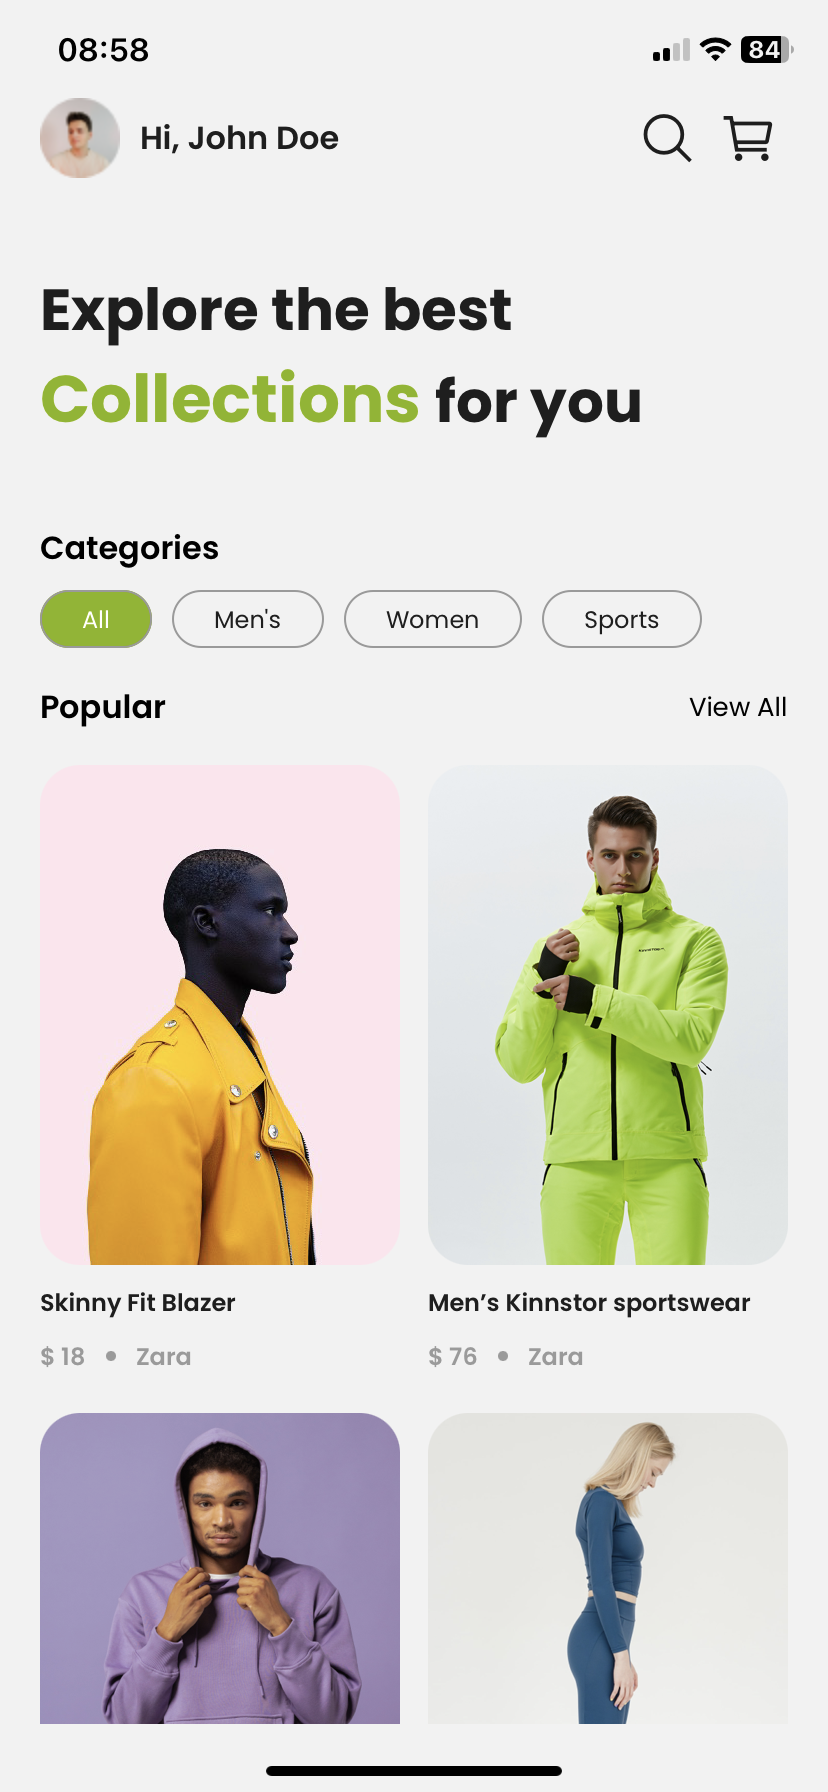 08:58
84
Hi, John Doe
Explore the best
Collections for you
Categories
All Men's Women Sports
Popular View All
Skinny Fit Blazer
$ 18 • Zara
Men’s Kinnstor sportswear
$ 76 • Zara